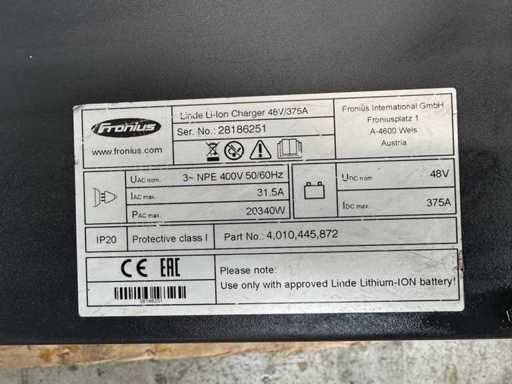 Fronius
www.fronius.com
Linde Li-Ion Charger 48V/375A
Ser. No.: 28186251
Fronius International GmbH
Froniusplatz 1
A-4600 Wels
Austria
UAC nom. 3~ NPE 400V 50/60Hz
IAC max. 31.5A
PAC max. 20340W
UDC nom 48V
IDC max. 375A
IP20 Protective class I Part No.: 4,010,445,872
CE EAC
28186251
Please note:
Use only with approved Linde Lithium-ION battery!